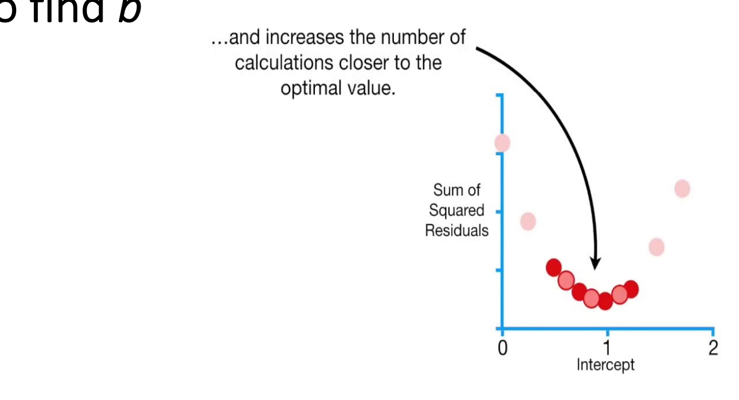 o find b
...and increases the number of
calculations closer to the
optimal value.
Sum of
Squared
Residuals
0
1
2
Intercept